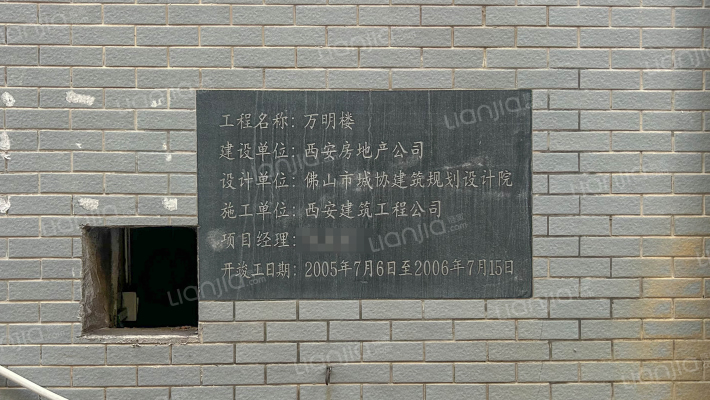 工程名称: 万明楼
建设单位: 西安房地产公司
设计单位: 佛山市城协建筑规划设计院
施工单位: 西安建筑工程公司
项目经理:
开竣工日期: 2005年7月6日至2006年7月15日